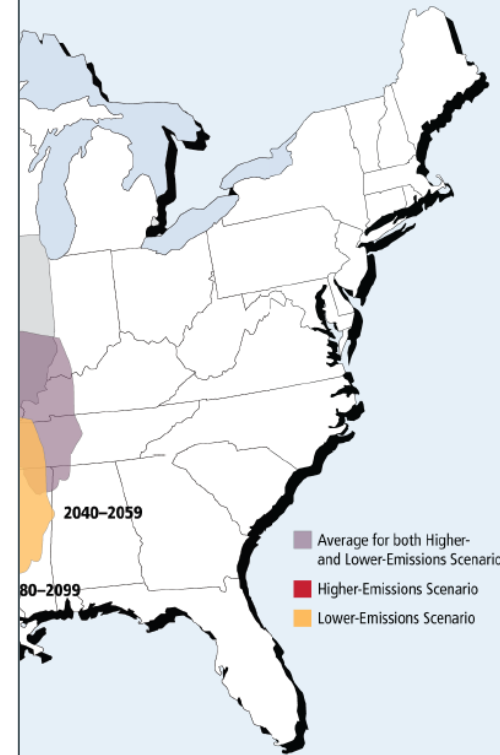 2040–2059
Average for both Higher-
and Lower-Emissions Scenario
80–2099
Higher-Emissions Scenario
Lower-Emissions Scenario